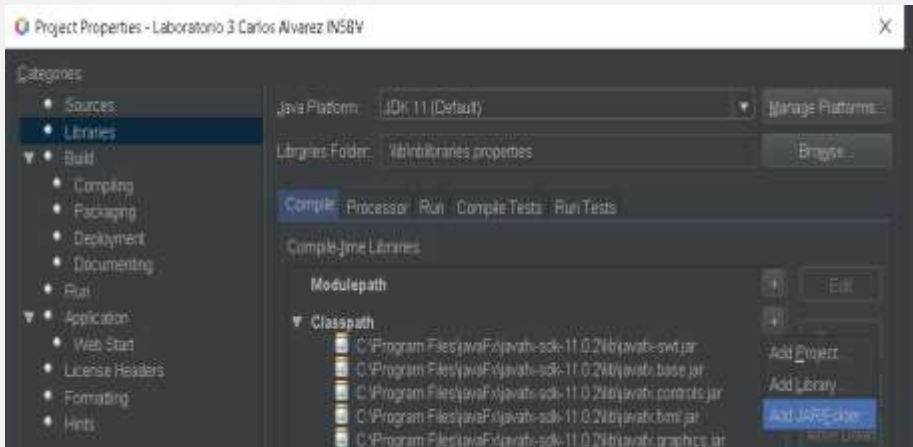 Project Properties - Laboratorio 3 Carlos Alvarez IN5BV
X
Categories:
Sources
Libraries
Build
Compiling
Packaging
Deployment
Documenting
Run
Application
Web Start
License Headers
Formatting
Hints
Java Platform: JDK 11 (Default)
Manage Platforms...
Libraries Folder: .\lib\nblibraries.properties
Browse...
Compile Processor Run Compile Tests Run Tests
Compile-time Libraries:
Modulepath
+
Edit
Classpath
+
C:\Program Files\javaFx\javafx-sdk-11.0.2\lib\javafx-swt.jar
C:\Program Files\javaFx\javafx-sdk-11.0.2\lib\javafx.base.jar
C:\Program Files\javaFx\javafx-sdk-11.0.2\lib\javafx.controls.jar
C:\Program Files\javaFx\javafx-sdk-11.0.2\lib\javafx.fxml.jar
C:\Program Files\javaFx\javafx-sdk-11.0.2\lib\javafx.graphics.jar
Add Project...
Add Library...
Add JAR/Folder